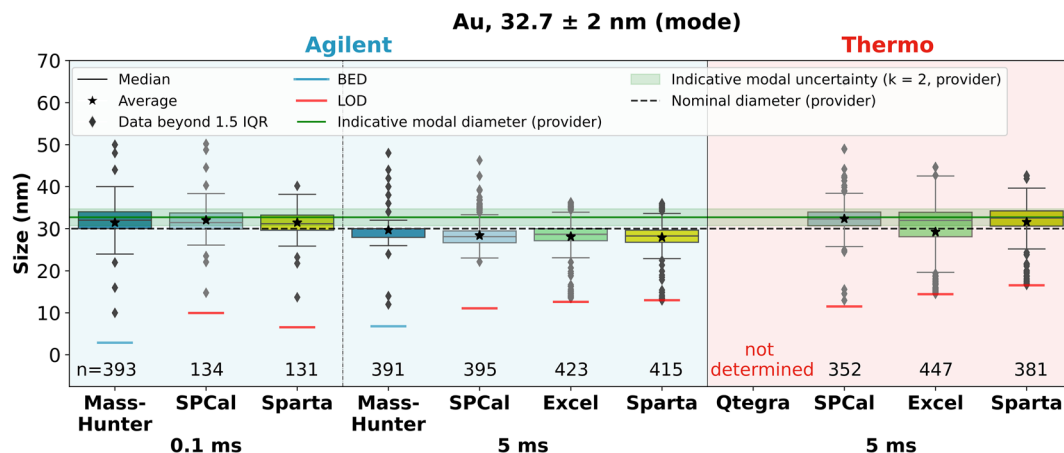 Au, 32.7 ± 2 nm (mode)
Agilent
Thermo
Median
Average
Data beyond 1.5 IQR
BED
LOD
Indicative modal diameter (provider)
Indicative modal uncertainty (k = 2, provider)
Nominal diameter (provider)
Size (nm)
70
60
50
40
30
20
10
0
n=393
134
131
391
395
423
415
not
determined
352
447
381
Mass-
Hunter
SPCal
Sparta
Mass-
Hunter
SPCal
Excel
Sparta
Qtegra
SPCal
Excel
Sparta
0.1 ms
5 ms
5 ms